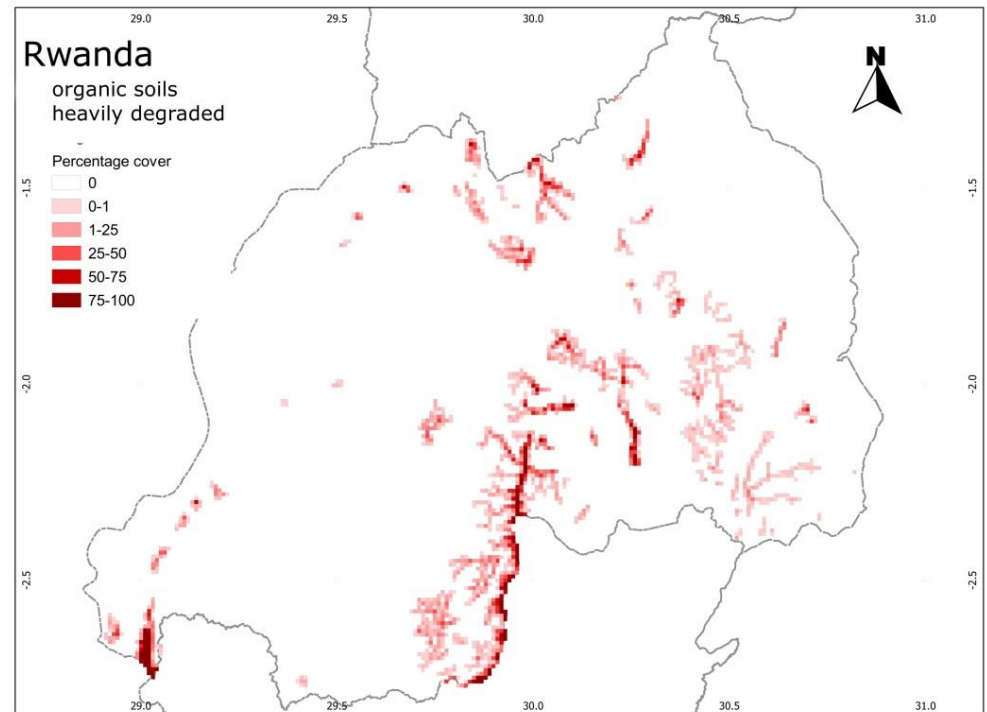 29.0 29.5 30.0 30.5 31.0
Rwanda
N
organic soils
heavily degraded
-
Percentage cover
0
0-1
1-25
25-50
50-75
75-100
-1.5 -1.5
-2.0 -2.0
-2.5 -2.5
29.0 29.5 30.0 30.5 31.0